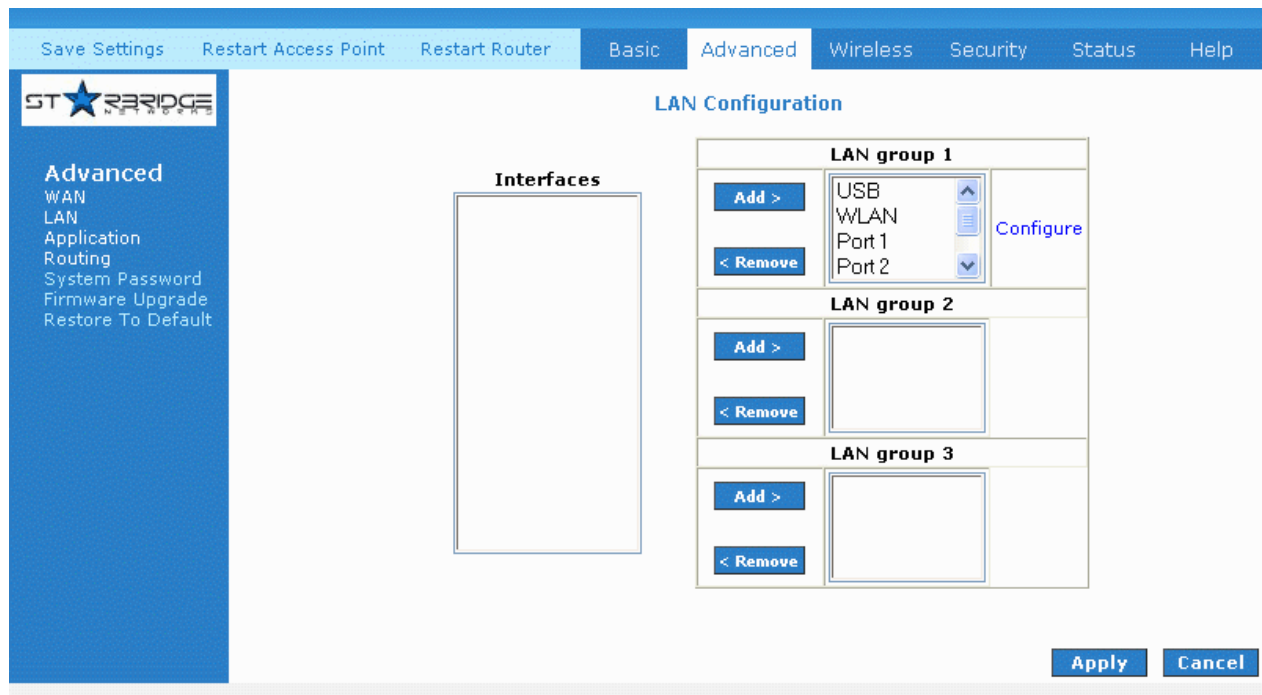 Save Settings Restart Access Point Restart Router Basic Advanced Wireless Security Status Help
STARBRIDGE
NETWORKS
LAN Configuration
Advanced
WAN
LAN
Application
Routing
System Password
Firmware Upgrade
Restore To Default
Interfaces
LAN group 1
Add >
< Remove
USB
WLAN
Port 1
Port 2
Configure
LAN group 2
Add >
< Remove
LAN group 3
Add >
< Remove
Apply Cancel